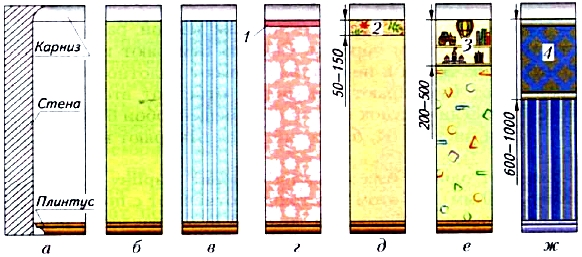 Карниз
Стена
Плинтус
1
2
3
4
50–150
200–500
600–1000
а
б
в
г
д
е
ж